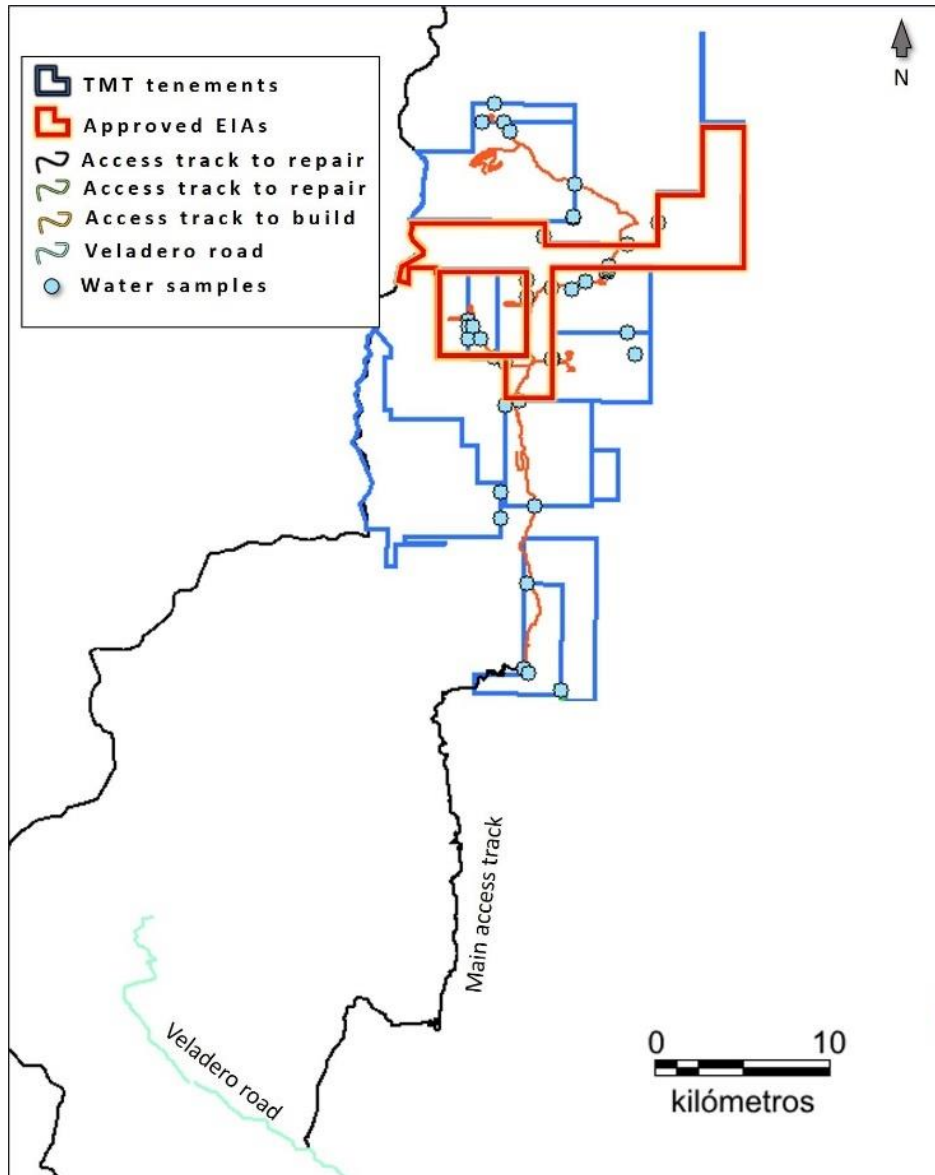 N
TMT tenements
Approved EIAs
Access track to repair
Access track to repair
Access track to build
Veladero road
Water samples
Main access track
Veladero road
0 10
kilómetros